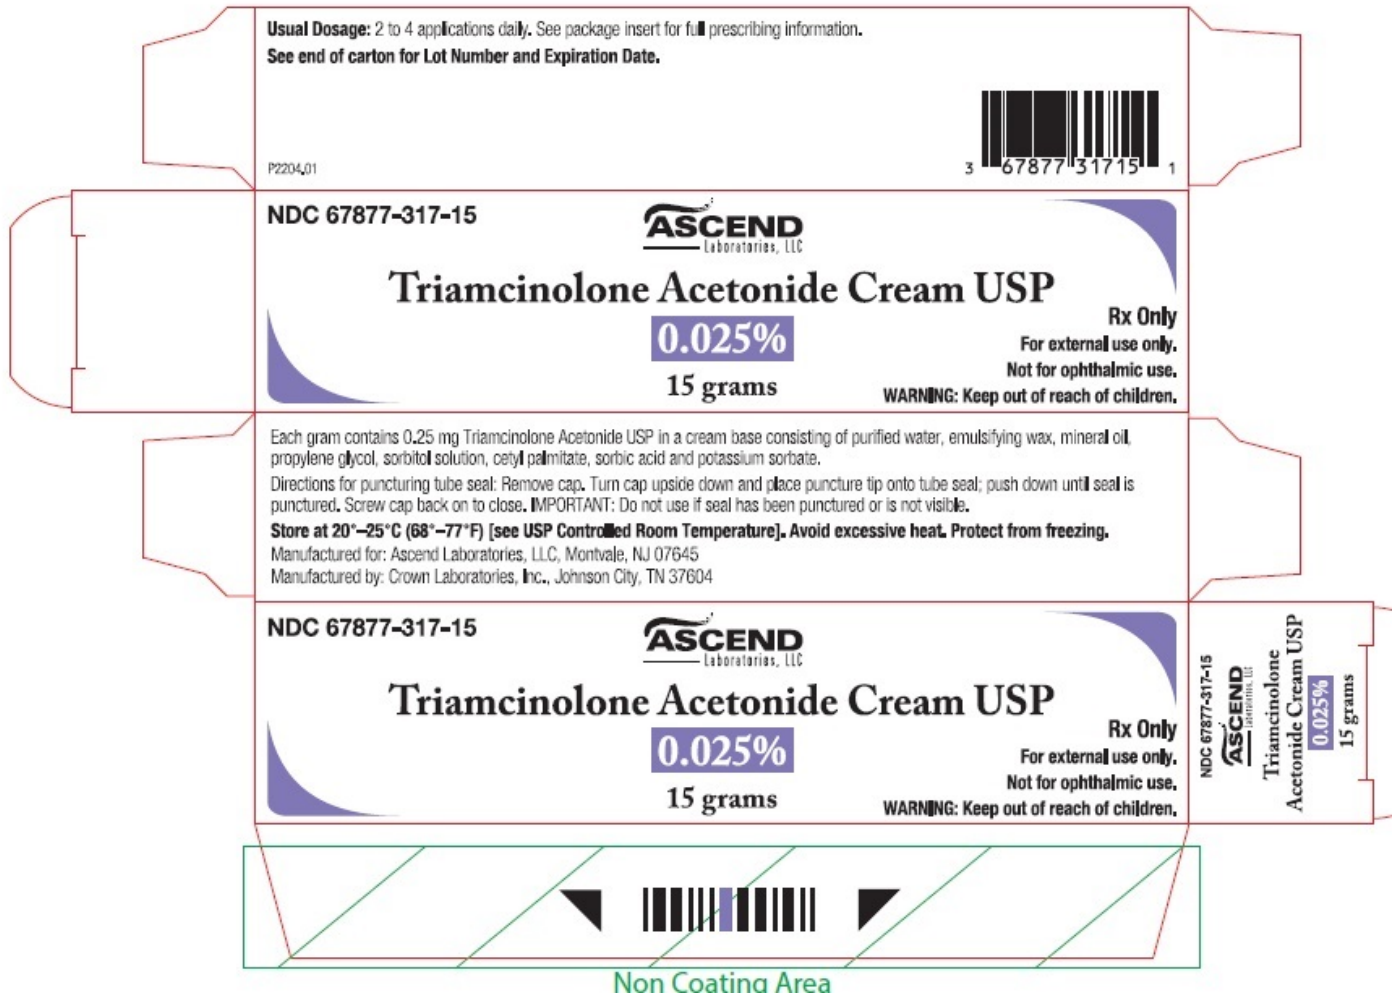 Usual Dosage: 2 to 4 applications daily. See package insert for full prescribing information.
See end of carton for Lot Number and Expiration Date.
P2204.01
3 67877 31715 1
NDC 67877-317-15
ASCEND
Laboratories, LLC
Triamcinolone Acetonide Cream USP
0.025%
15 grams
Rx Only
For external use only.
Not for ophthalmic use.
WARNING: Keep out of reach of children.
Each gram contains 0.25 mg Triamcinolone Acetonide USP in a cream base consisting of purified water, emulsifying wax, mineral oil,
propylene glycol, sorbitol solution, cetyl palmitate, sorbic acid and potassium sorbate.
Directions for puncturing tube seal: Remove cap. Turn cap upside down and place puncture tip onto tube seal; push down until seal is
punctured. Screw cap back on to close. IMPORTANT: Do not use if seal has been punctured or is not visible.
Store at 20°–25°C (68°–77°F) [see USP Controlled Room Temperature]. Avoid excessive heat. Protect from freezing.
Manufactured for: Ascend Laboratories, LLC, Montvale, NJ 07645
Manufactured by: Crown Laboratories, Inc., Johnson City, TN 37604
NDC 67877-317-15
ASCEND
Laboratories, LLC
Triamcinolone Acetonide Cream USP
0.025%
15 grams
Rx Only
For external use only.
Not for ophthalmic use.
WARNING: Keep out of reach of children.
NDC 67877-317-15
ASCEND
Laboratories, LLC
Triamcinolone
Acetonide Cream USP
0.025%
15 grams
Non Coating Area